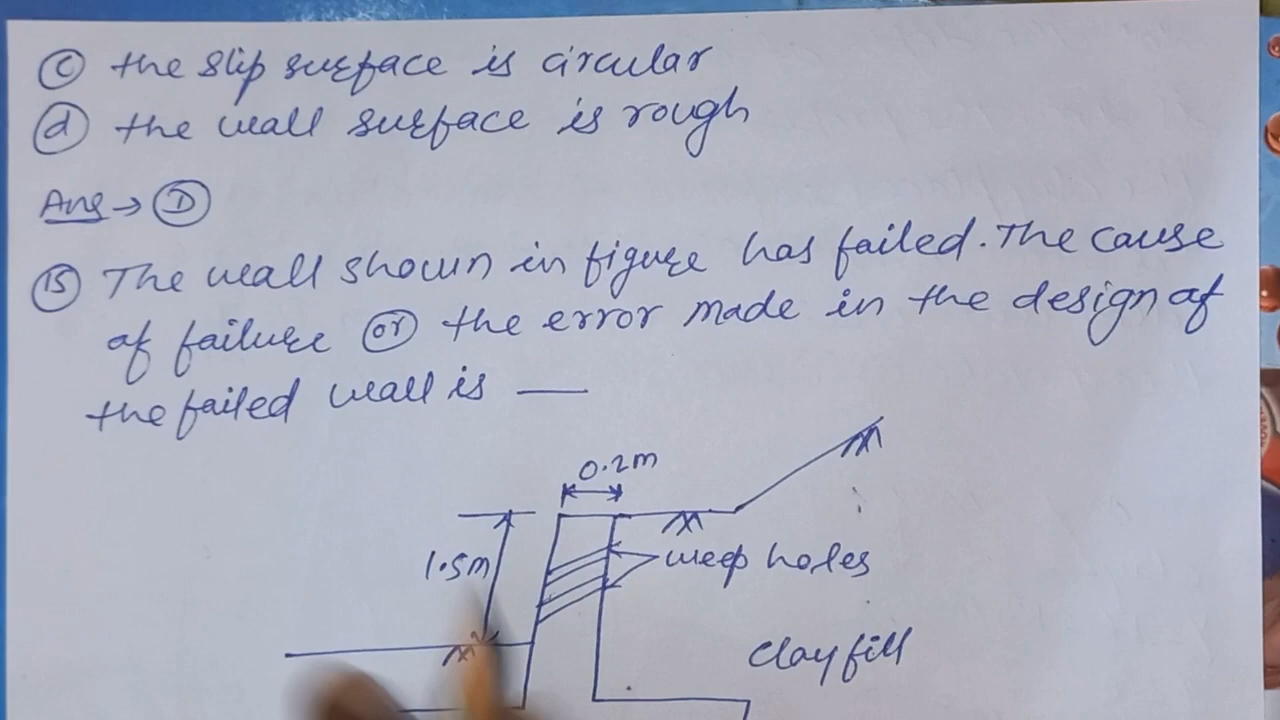 Ⓒ the slip surface is circular
ⓓ the wall surface is rough
Ans → Ⓓ
⑮ The wall shown in figure has failed. The cause
of failure or the error made in the design of
the failed wall is —
0.2m
1.5m
weep holes
Clay fill